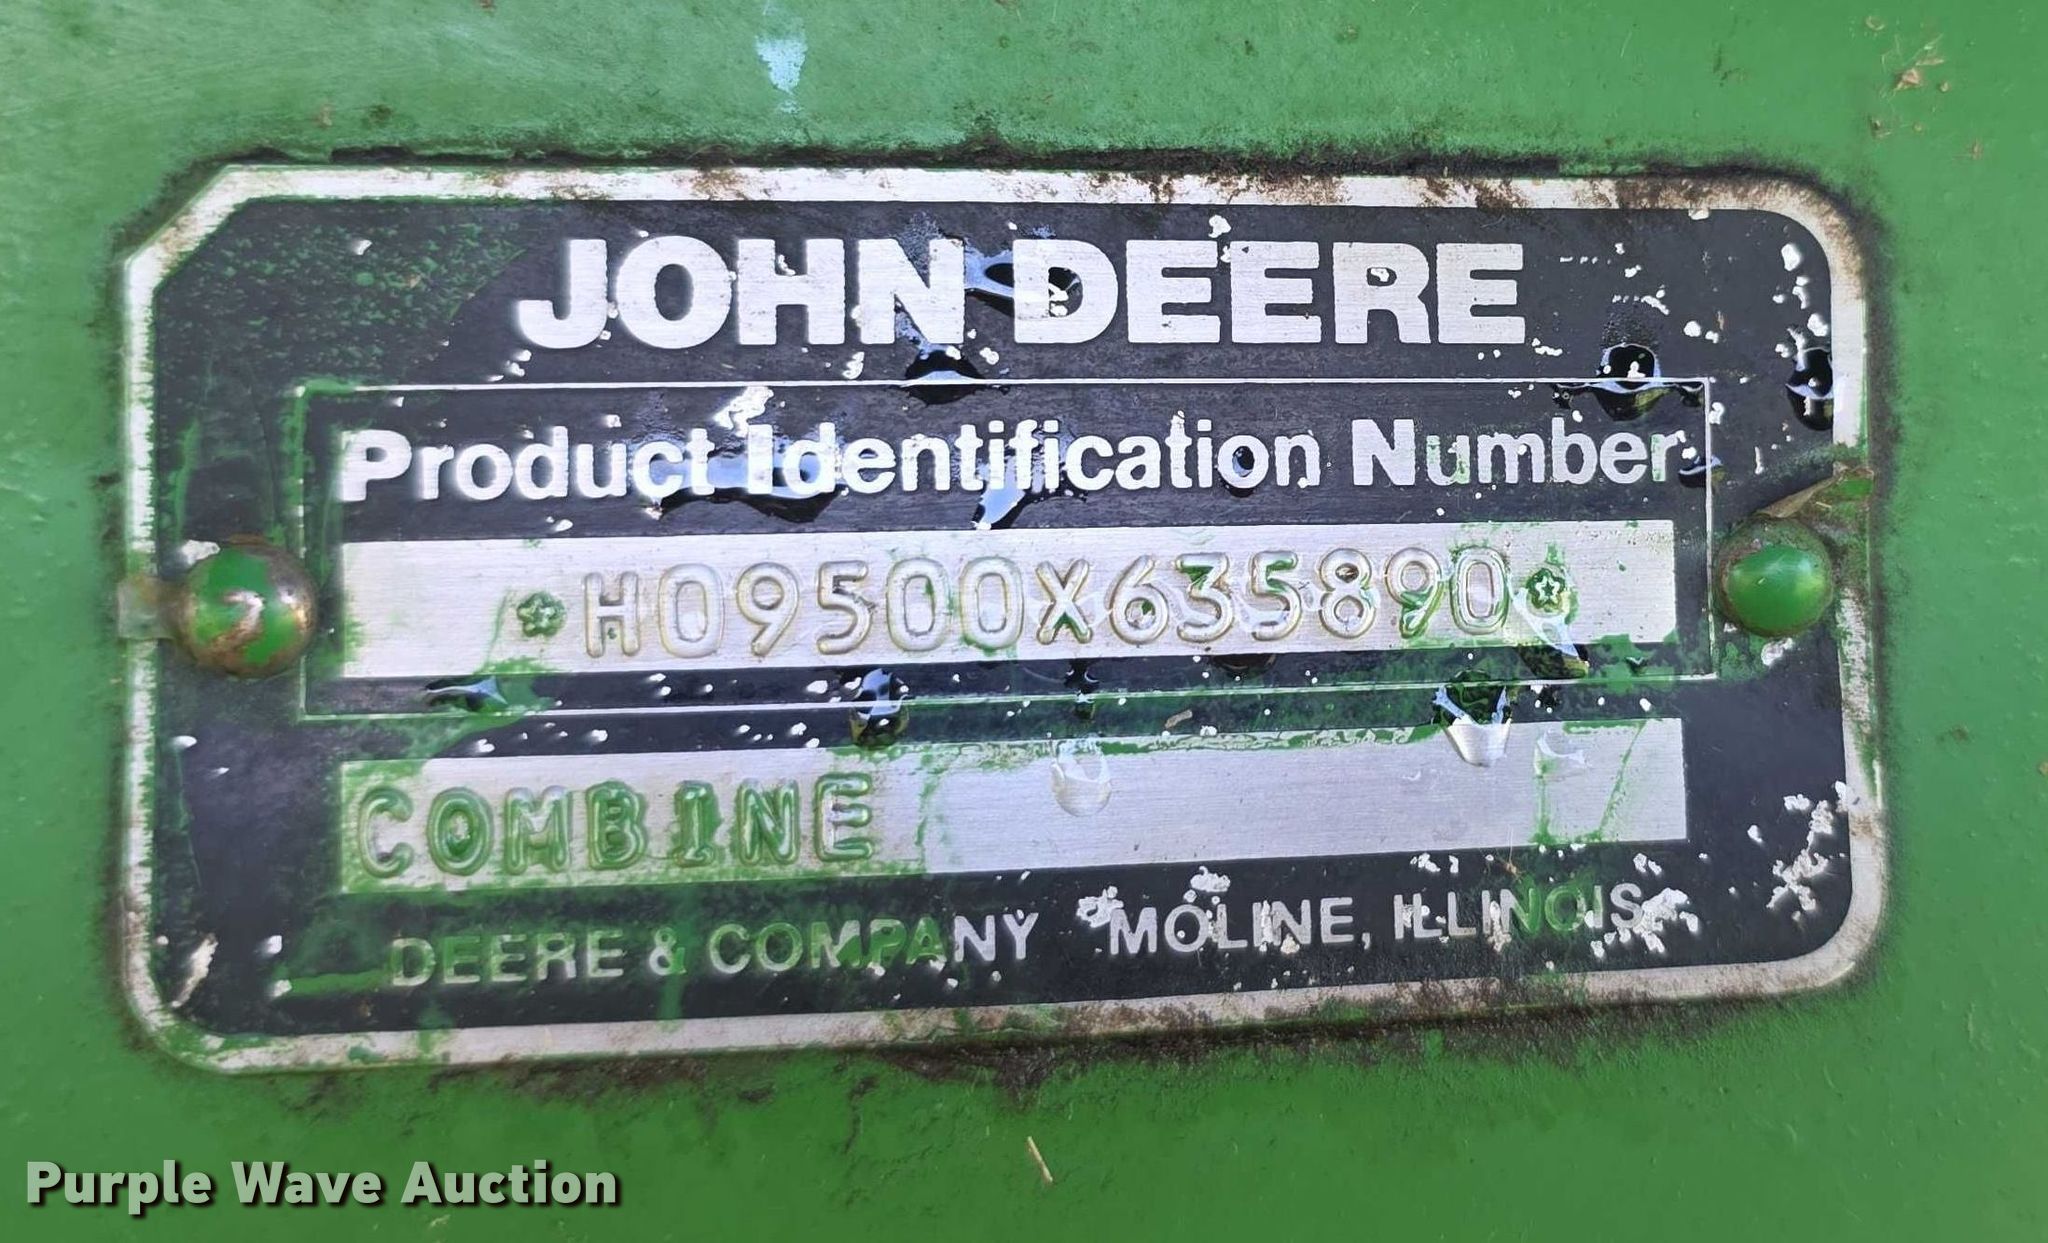 JOHN DEERE
Product Identification Number
*H09500X635890*
COMBINE
DEERE & COMPANY MOLINE, ILLINOIS
Purple Wave Auction